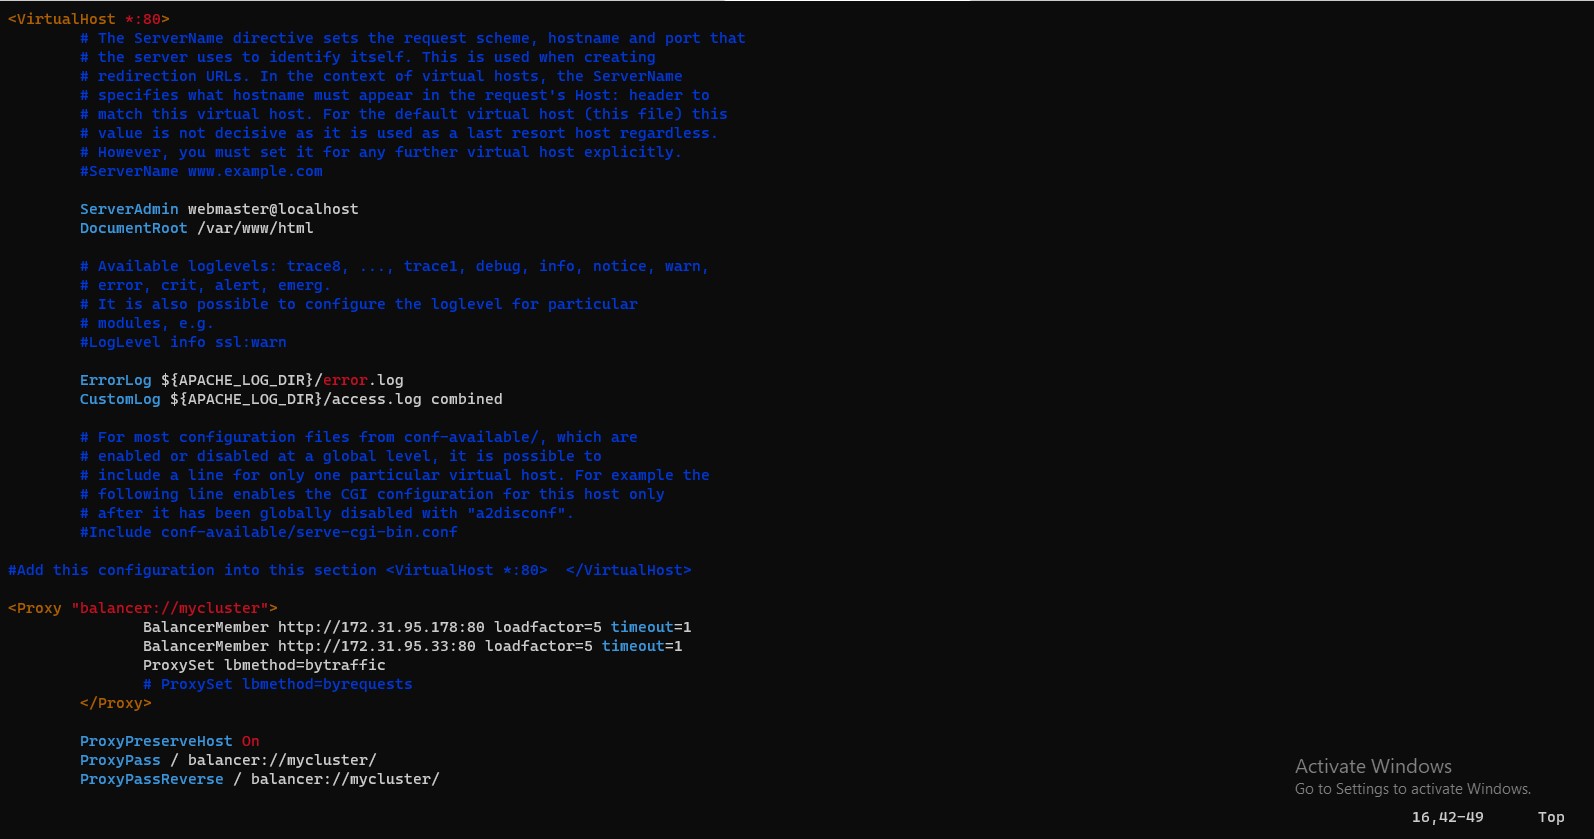 <VirtualHost *:80>
# The ServerName directive sets the request scheme, hostname and port that
# the server uses to identify itself. This is used when creating
# redirection URLs. In the context of virtual hosts, the ServerName
# specifies what hostname must appear in the request's Host: header to
# match this virtual host. For the default virtual host (this file) this
# value is not decisive as it is used as a last resort host regardless.
# However, you must set it for any further virtual host explicitly.
#ServerName www.example.com
ServerAdmin webmaster@localhost
DocumentRoot /var/www/html
# Available loglevels: trace8, ..., trace1, debug, info, notice, warn,
# error, crit, alert, emerg.
# It is also possible to configure the loglevel for particular
# modules, e.g.
#LogLevel info ssl:warn
ErrorLog ${APACHE_LOG_DIR}/error.log
CustomLog ${APACHE_LOG_DIR}/access.log combined
# For most configuration files from conf-available/, which are
# enabled or disabled at a global level, it is possible to
# include a line for only one particular virtual host. For example the
# following line enables the CGI configuration for this host only
# after it has been globally disabled with "a2disconf".
#Include conf-available/serve-cgi-bin.conf
#Add this configuration into this section <VirtualHost *:80>  </VirtualHost>
<Proxy "balancer://mycluster">
BalancerMember http://172.31.95.178:80 loadfactor=5 timeout=1
BalancerMember http://172.31.95.33:80 loadfactor=5 timeout=1
ProxySet lbmethod=bytraffic
# ProxySet lbmethod=byrequests
</Proxy>
ProxyPreserveHost On
ProxyPass / balancer://mycluster/
ProxyPassReverse / balancer://mycluster/
Activate Windows
Go to Settings to activate Windows.
16,42-49 Top